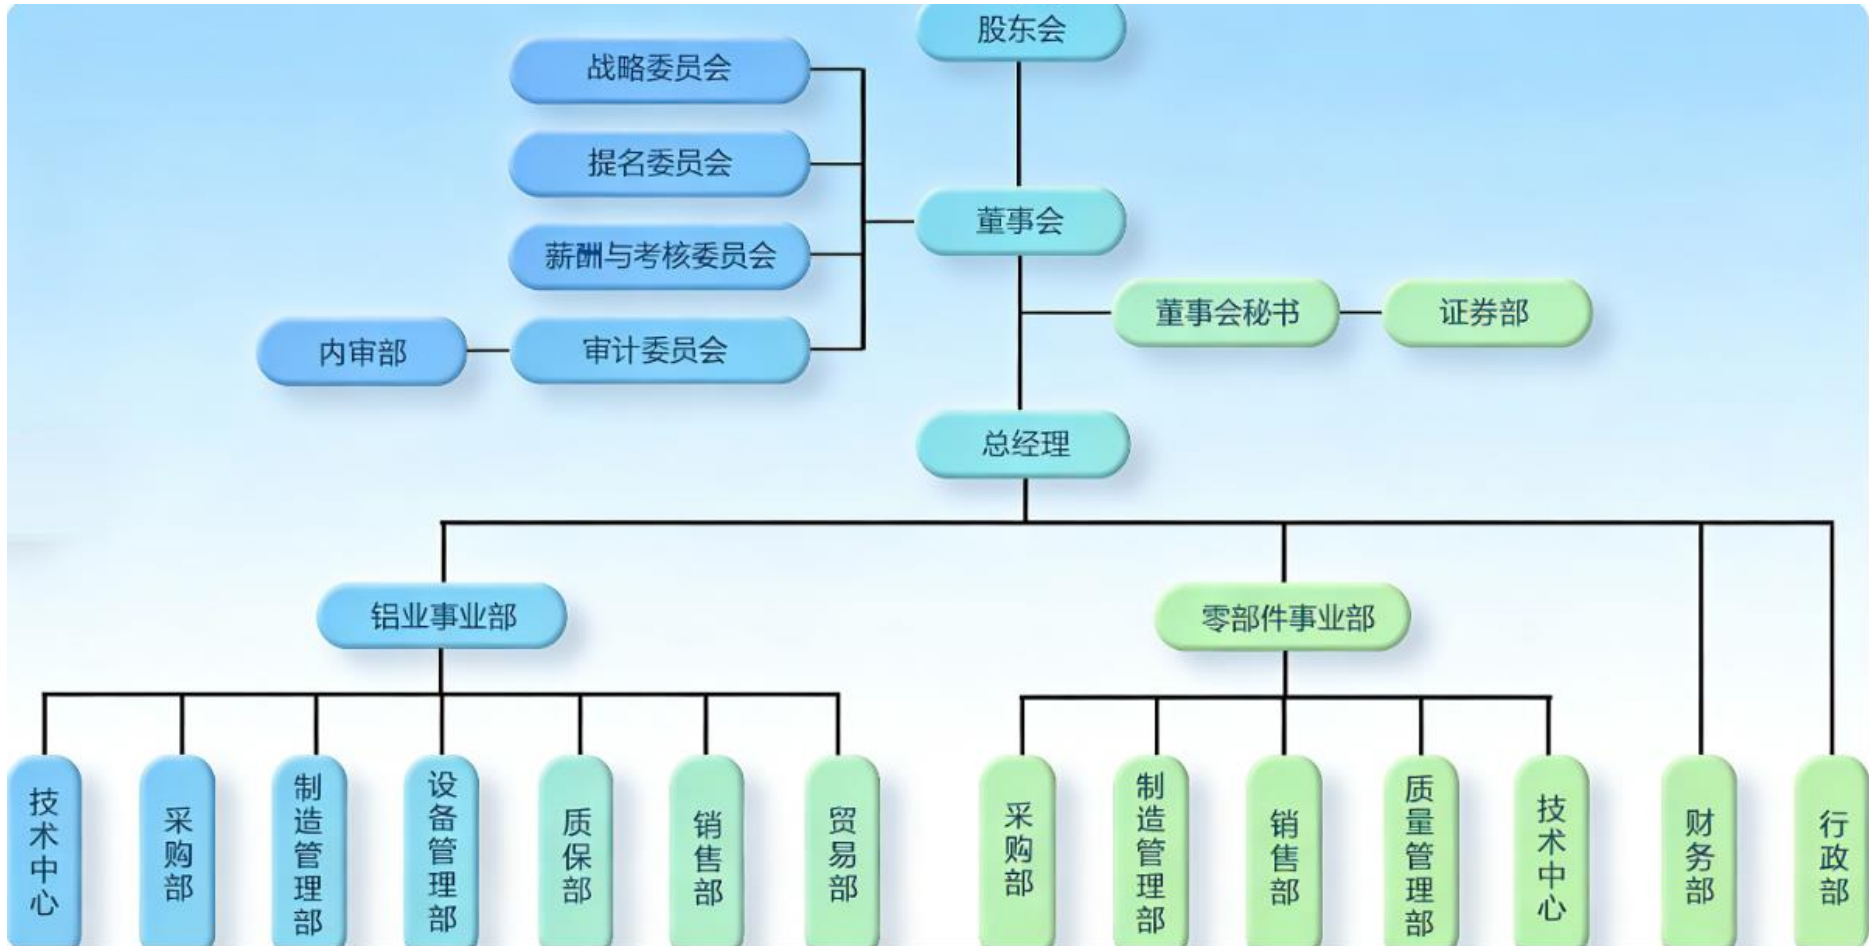 股东会
战略委员会
提名委员会
董事会
薪酬与考核委员会
董事会秘书
证券部
内审部
审计委员会
总经理
铝业事业部
零部件事业部
技术中心
采购部
制造管理部
设备管理部
质保部
销售部
贸易部
采购部
制造管理部
销售部
质量管理部
技术中心
财务部
行政部